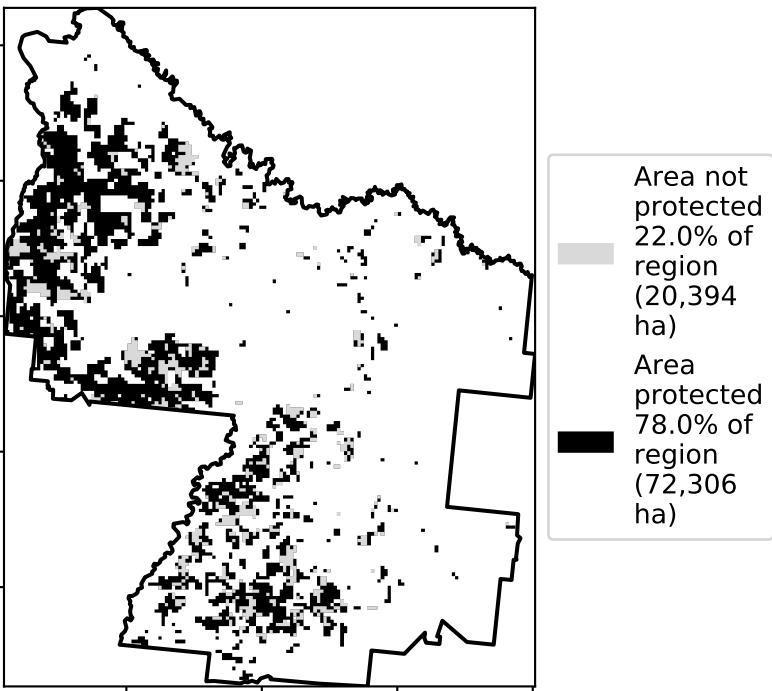 Area not
protected
22.0% of
region
(20,394
ha)
Area
protected
78.0% of
region
(72,306
ha)